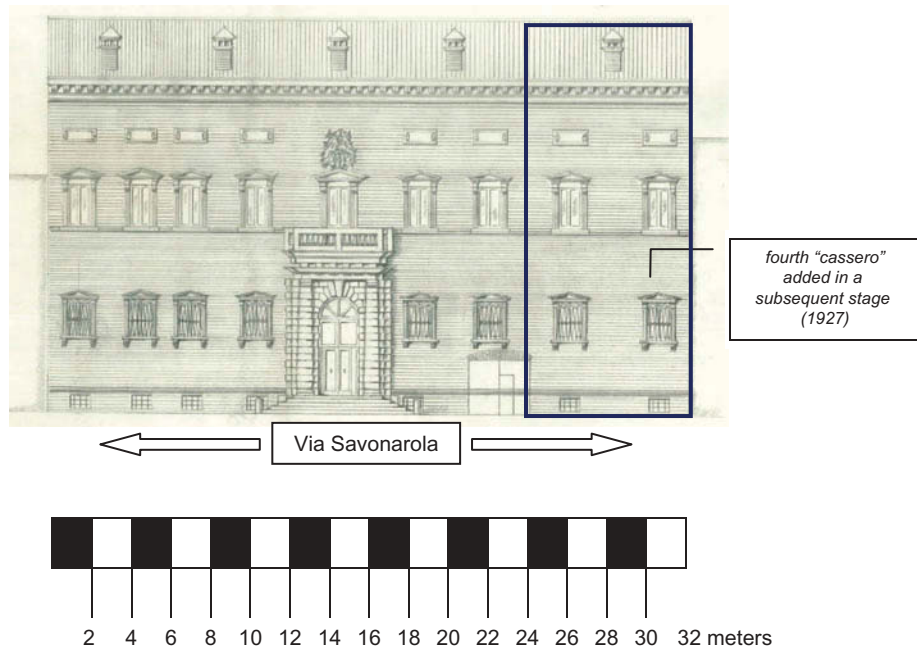 fourth “cassero”
added in a
subsequent stage
(1927)
Via Savonarola
2 4 6 8 10 12 14 16 18 20 22 24 26 28 30 32 meters